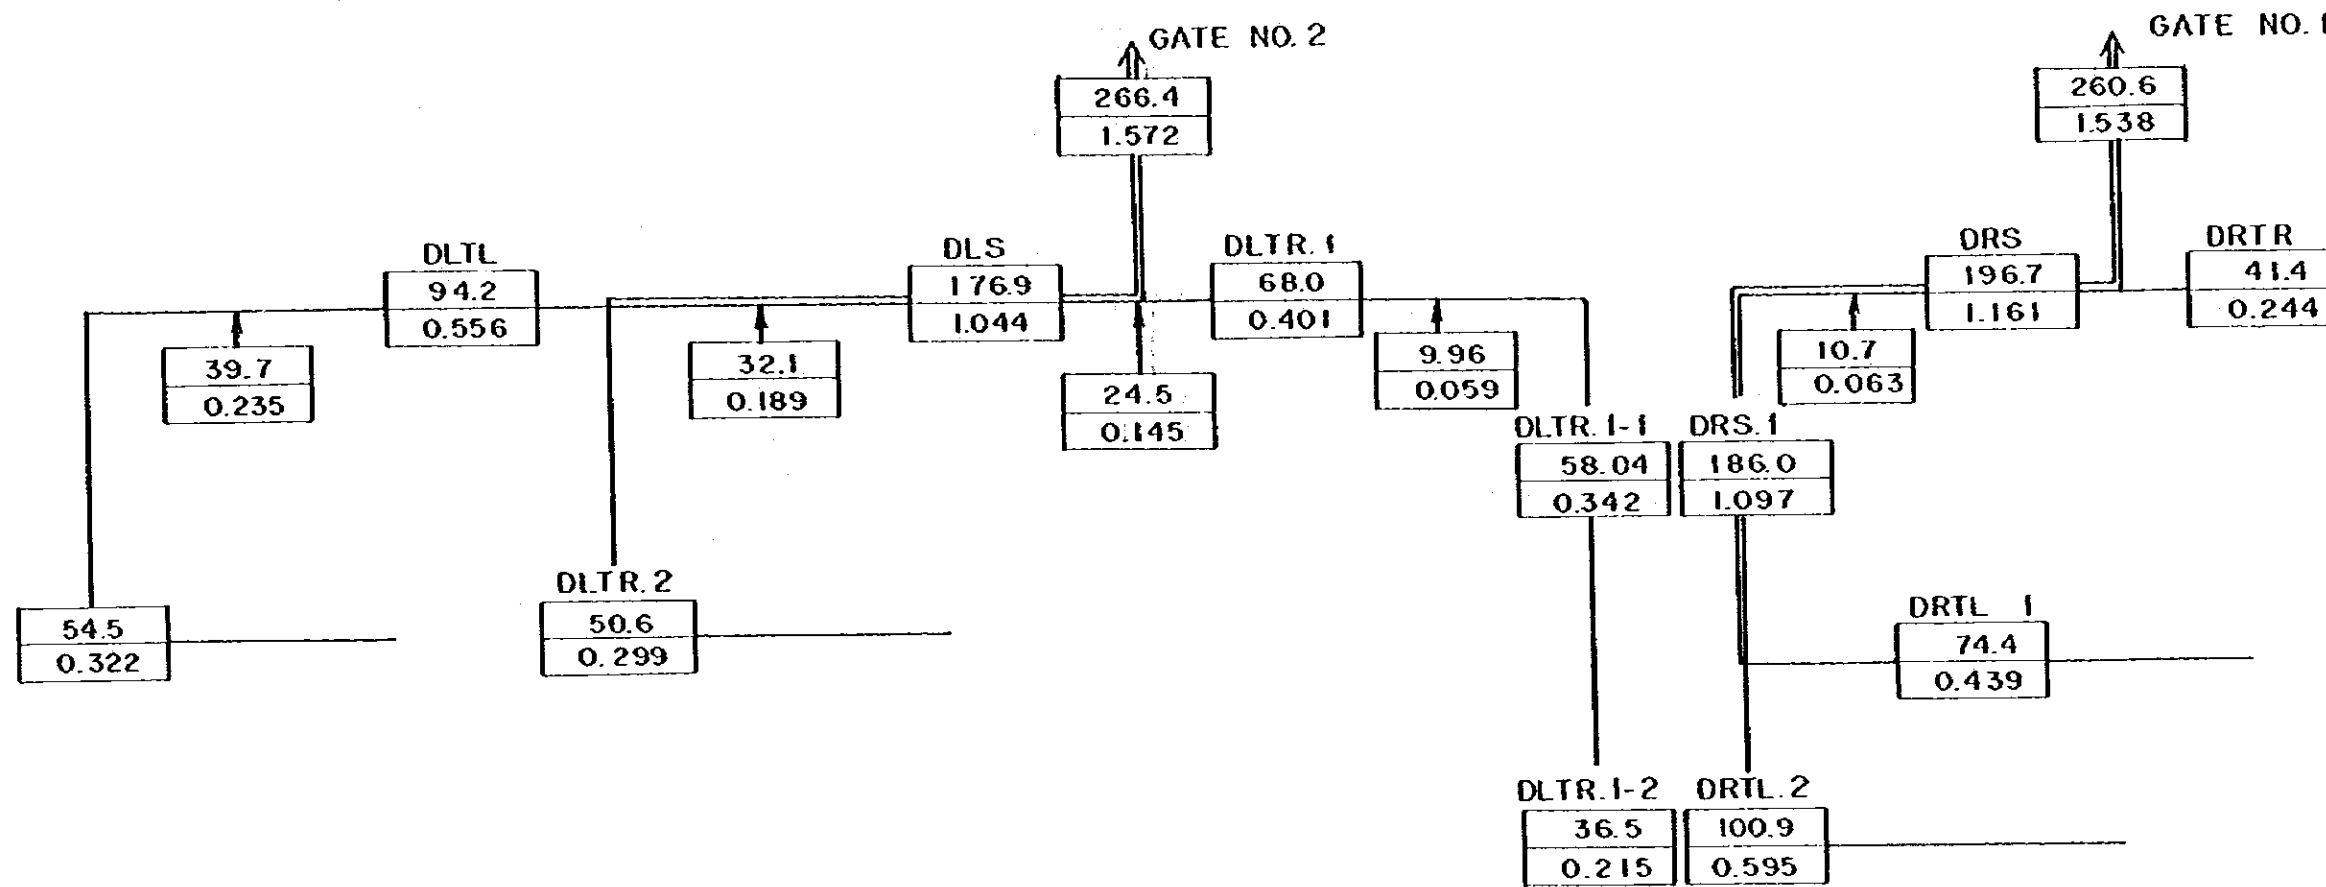 GATE NO. 2
266.4
1.572
GATE NO. 1
260.6
1.538
DLTL
94.2
0.556
39.7
0.235
54.5
0.322
DLS
176.9
1.044
32.1
0.189
DLTR. 2
50.6
0.299
24.5
0.145
DLTR. 1
68.0
0.401
9.96
0.059
DLTR. 1-1
58.04
0.342
DLTR. 1-2
36.5
0.215
DRS
196.7
1.161
10.7
0.063
DRTR
41.4
0.244
DRS. 1
186.0
1.097
DRTL 1
74.4
0.439
DRTL. 2
100.9
0.595